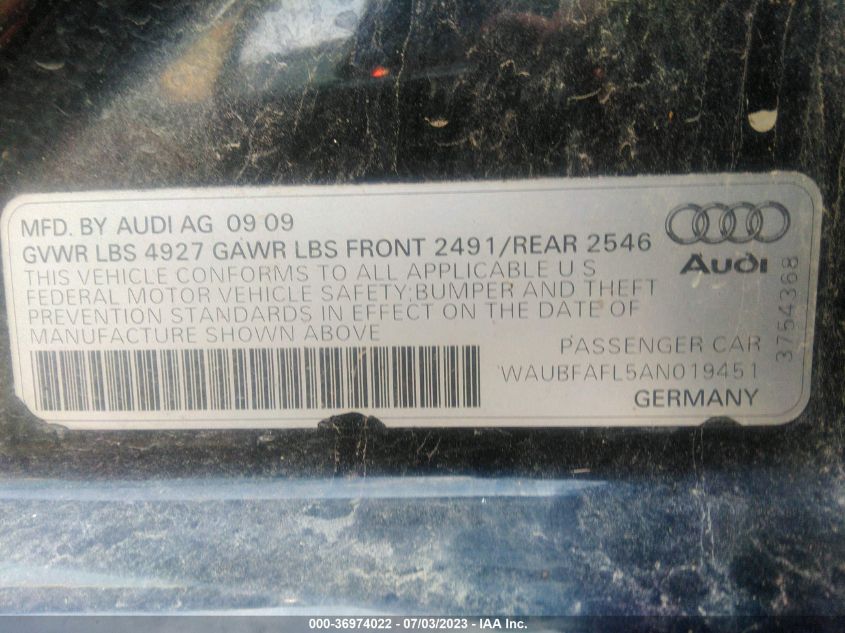 MFD. BY AUDI AG 09 09
GVWR LBS 4927 GAWR LBS FRONT 2491/REAR 2546
THIS VEHICLE CONFORMS TO ALL APPLICABLE U S
FEDERAL MOTOR VEHICLE SAFETY; BUMPER AND THEFT
PREVENTION STANDARDS IN EFFECT ON THE DATE OF
MANUFACTURE SHOWN ABOVE
Audi
PASSENGER CAR
WAUBFAFL5AN019451
GERMANY
3754368
000-36974022 - 07/03/2023 - IAA Inc.